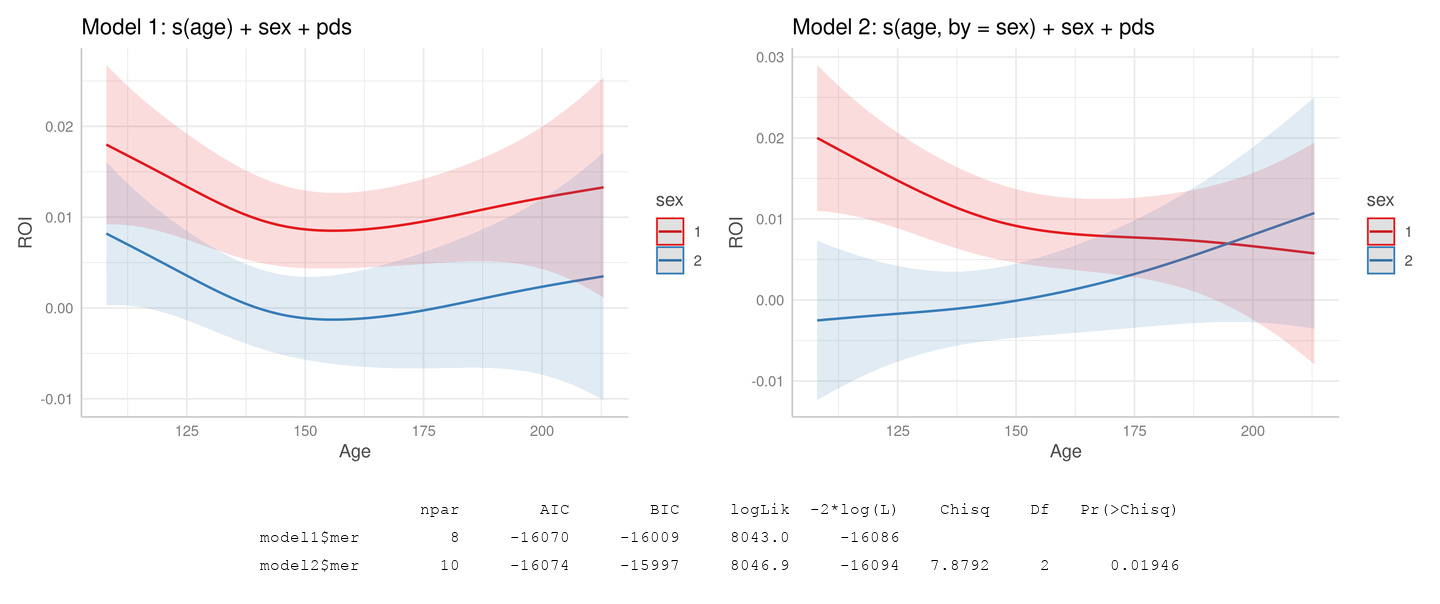 Model 1: s(age) + sex + pds
0.02
0.01
0.00
-0.01
ROI
125 150 175 200
Age
sex
1
2
Model 2: s(age, by = sex) + sex + pds
0.03
0.02
0.01
0.00
-0.01
ROI
125 150 175 200
Age
sex
1
2
npar AIC BIC logLik -2*log(L) Chisq Df Pr(>Chisq)
model1$mer 8 -16070 -16009 8043.0 -16086
model2$mer 10 -16074 -15997 8046.9 -16094 7.8792 2 0.01946